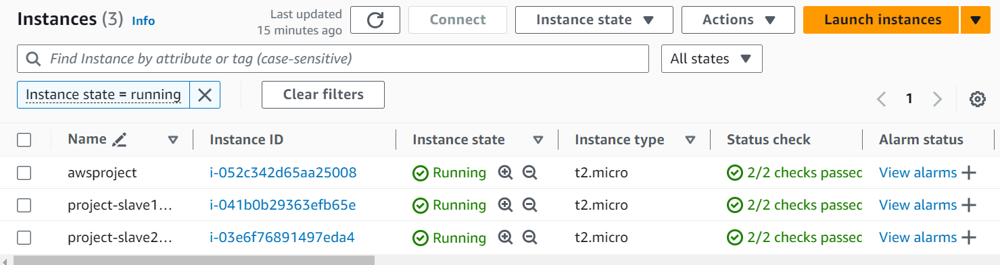 Instances (3) Info
Last updated
15 minutes ago
Connect
Instance state
Actions
Launch instances
Find Instance by attribute or tag (case-sensitive)
All states
Instance state = running
Clear filters
1
Name Instance ID Instance state Instance type Status check Alarm status
awsproject i-052c342d65aa25008 Running t2.micro 2/2 checks passed View alarms
project-slave1... i-041b0b29363efb65e Running t2.micro 2/2 checks passed View alarms
project-slave2... i-03e6f76891497eda4 Running t2.micro 2/2 checks passed View alarms